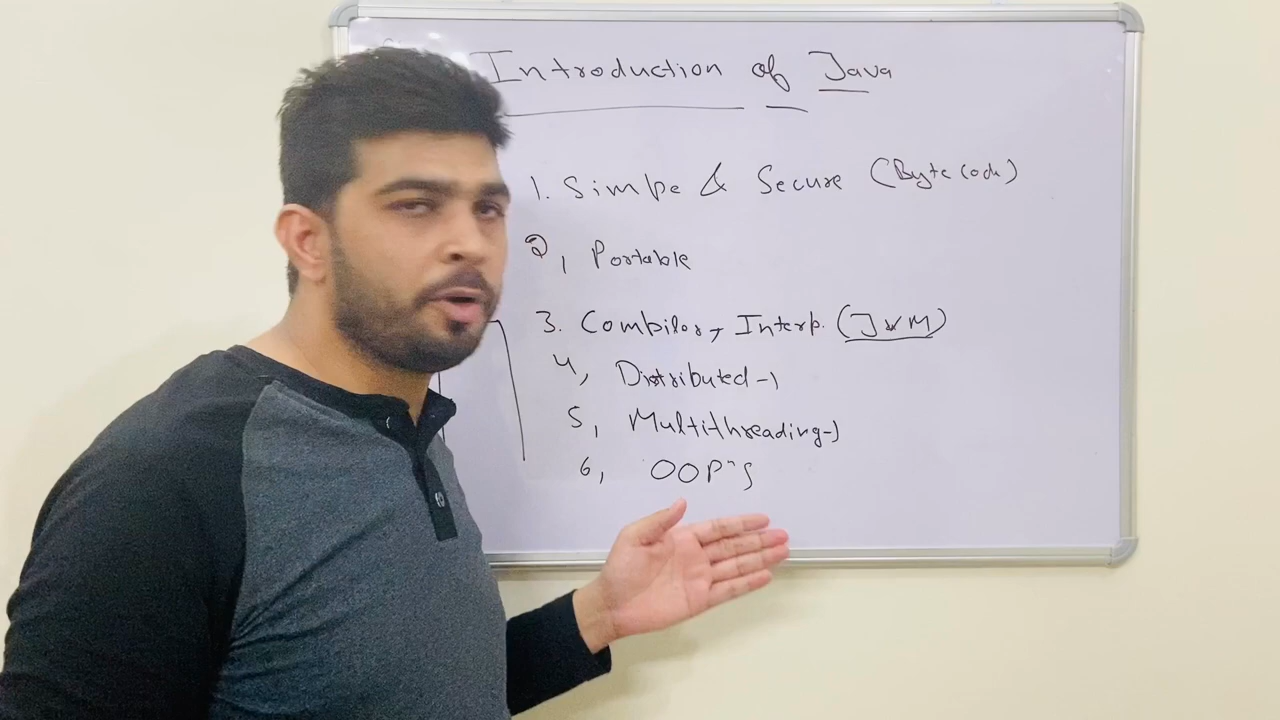 Introduction of Java
1. Simpe & Secure (Byte code)
2, Portable
3. Combiler, Interp. (JVM)
4, Distributed-)
5, Multithreading-)
6, OOP"s